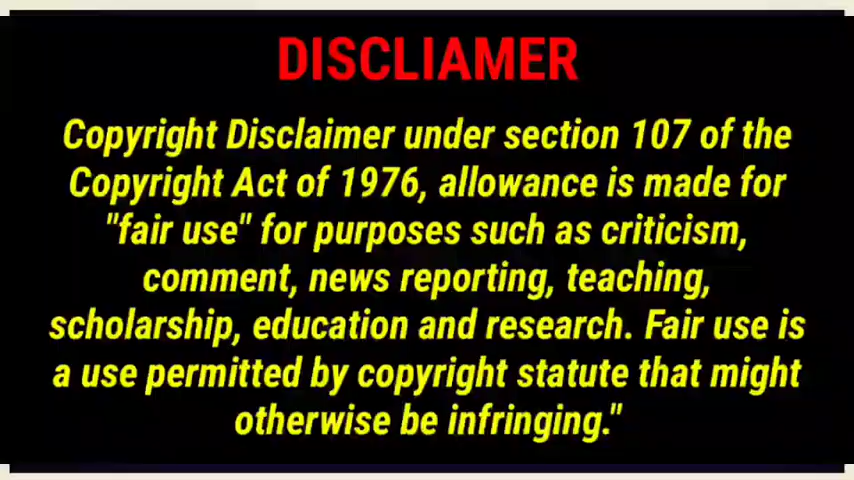 DISCLIAMER
Copyright Disclaimer under section 107 of the
Copyright Act of 1976, allowance is made for
"fair use" for purposes such as criticism,
comment, news reporting, teaching,
scholarship, education and research. Fair use is
a use permitted by copyright statute that might
otherwise be infringing."